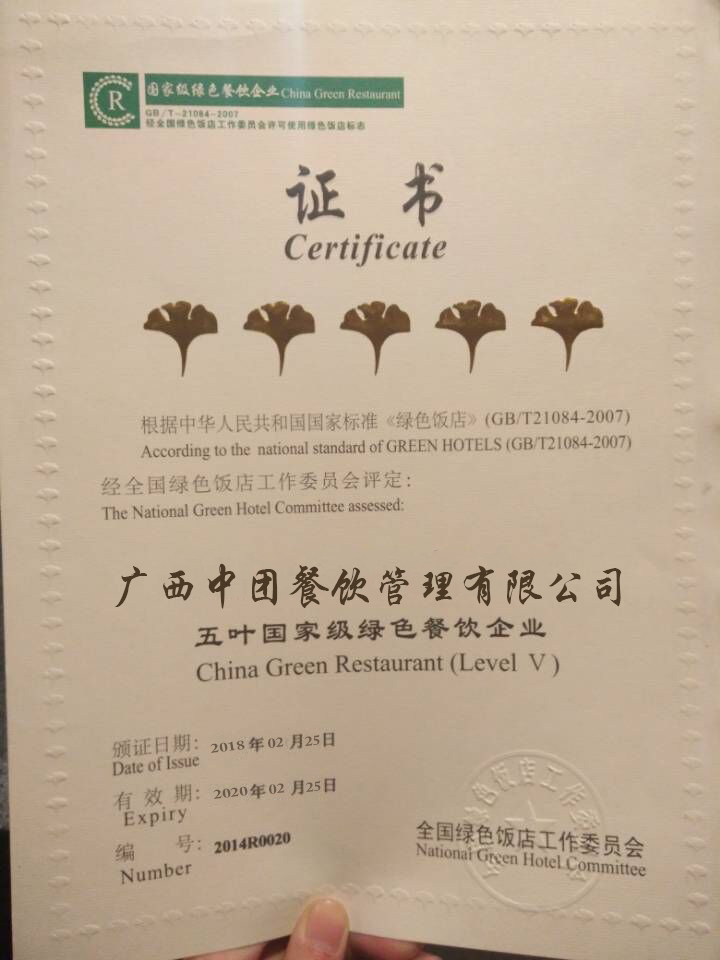 国家级绿色餐饮企业 China Green Restaurant
GB/T-21084-2007
经全国绿色饭店工作委员会许可使用绿色饭店标志
R
证书
Certificate
根据中华人民共和国国家标准《绿色饭店》(GB/T21084-2007)
According to the national standard of GREEN HOTELS (GB/T21084-2007)
经全国绿色饭店工作委员会评定：
The National Green Hotel Committee assessed:
广西中团餐饮管理有限公司
五叶国家级绿色餐饮企业
China Green Restaurant (Level Ⅴ)
颁证日期：2018年02月25日
Date of Issue
有效期：2020年02月25日
Expiry
编号：2014R0020
Number
全国绿色饭店工作委员会
National Green Hotel Committee